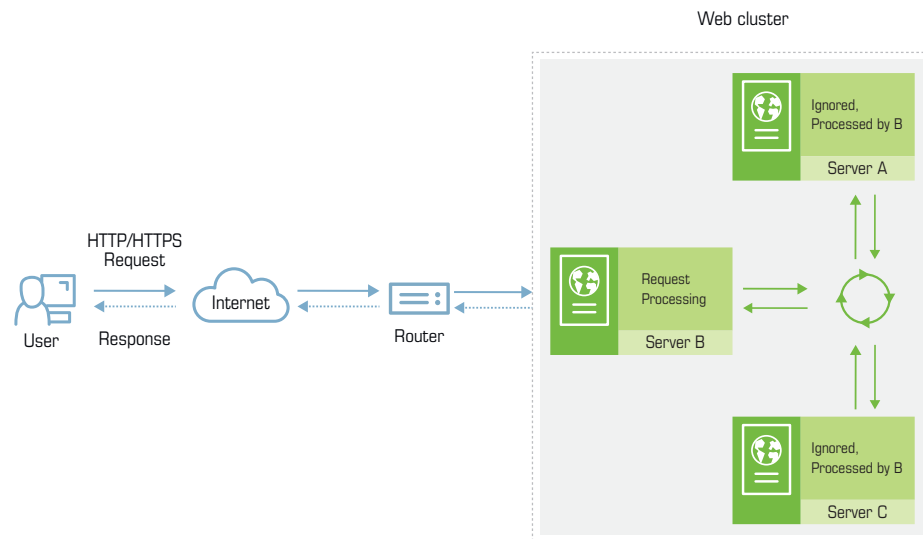 Web cluster
Ignored,
Processed by B
Server A
HTTP/HTTPS
Request
Internet
Request
Processing
User
Response
Router
Server B
Ignored,
Processed by B
Server C